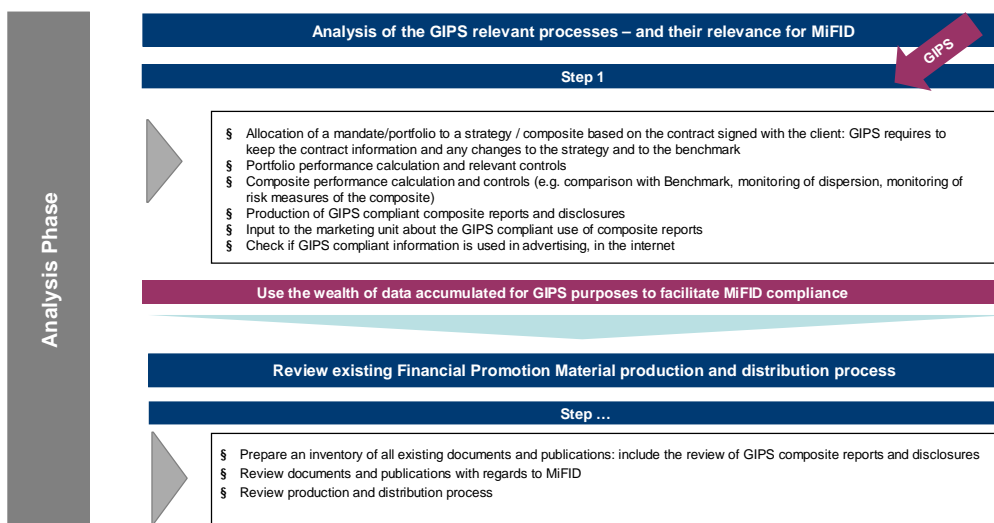 Analysis of the GIPS relevant processes – and their relevance for MiFID
GIPS
Step 1
Analysis Phase
§ Allocation of a mandate/portfolio to a strategy / composite based on the contract signed with the client: GIPS requires to
keep the contract information and any changes to the strategy and to the benchmark
§ Portfolio performance calculation and relevant controls
§ Composite performance calculation and controls (e.g. comparison with Benchmark, monitoring of dispersion, monitoring of
risk measures of the composite)
§ Production of GIPS compliant composite reports and disclosures
§ Input to the marketing unit about the GIPS compliant use of composite reports
§ Check if GIPS compliant information is used in advertising, in the internet
Use the wealth of data accumulated for GIPS purposes to facilitate MiFID compliance
Review existing Financial Promotion Material production and distribution process
Step ...
§ Prepare an inventory of all existing documents and publications: include the review of GIPS composite reports and disclosures
§ Review documents and publications with regards to MiFID
§ Review production and distribution process